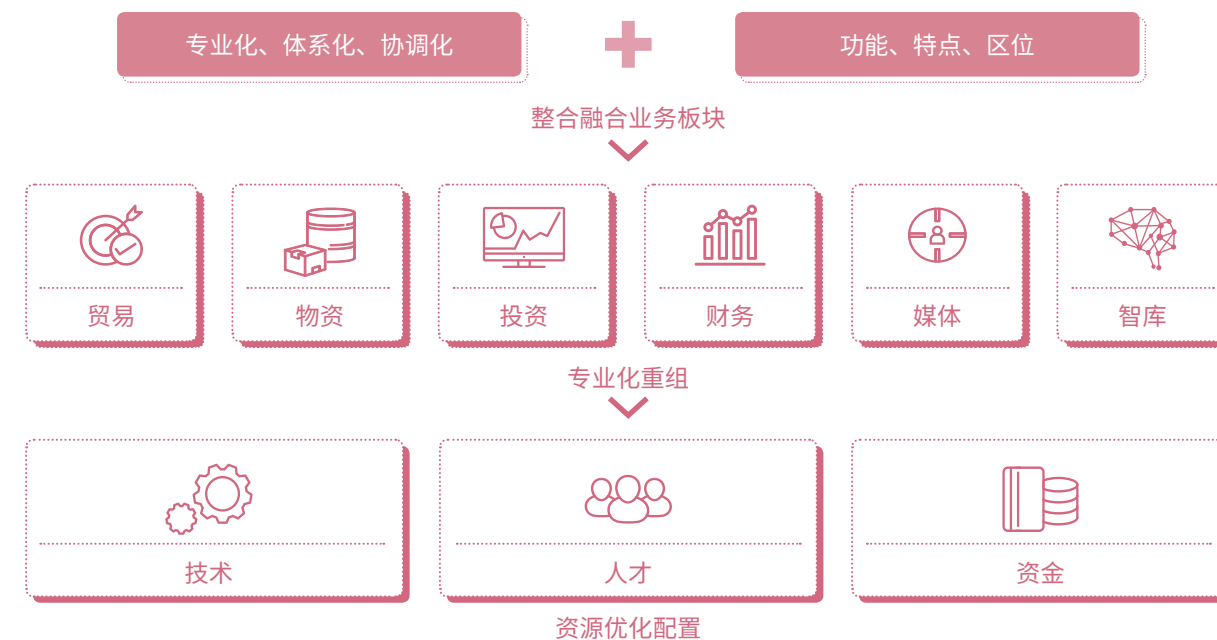 专业化、体系化、协调化
功能、特点、区位
整合融合业务板块
贸易
物资
投资
财务
媒体
智库
专业化重组
技术
人才
资金
资源优化配置